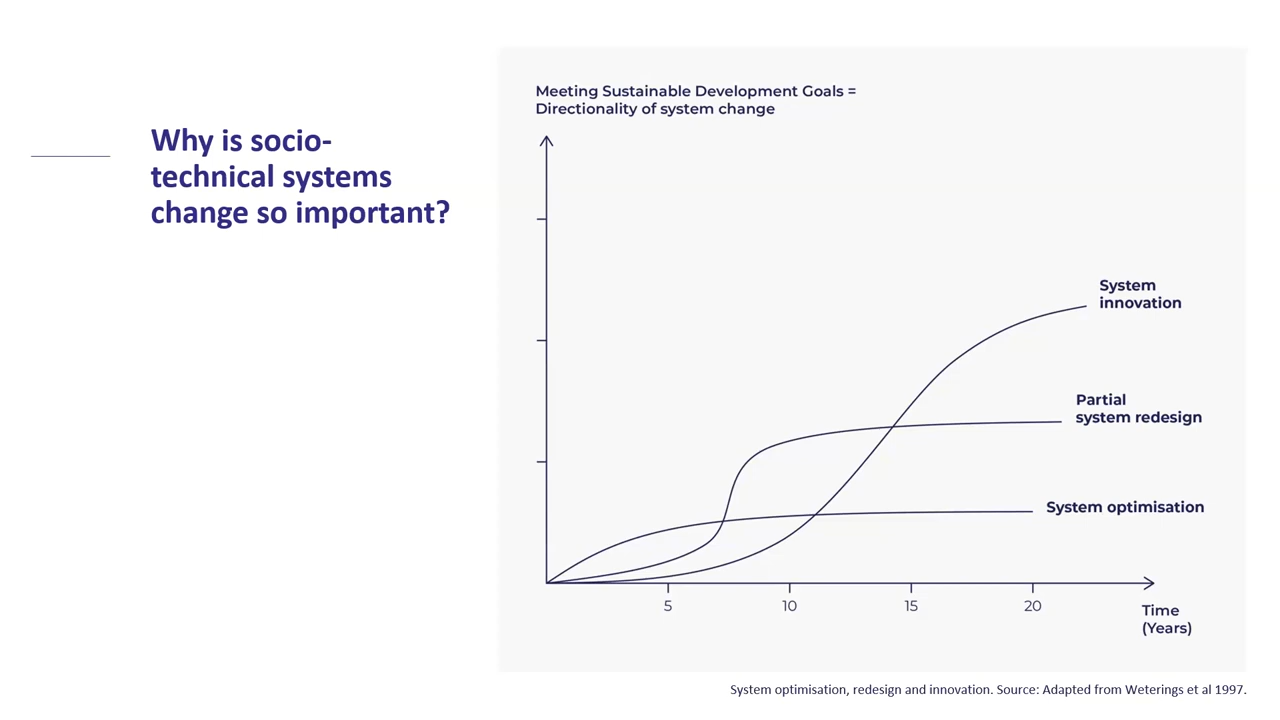 Why is socio-
technical systems
change so important?
Meeting Sustainable Development Goals =
Directionality of system change
System
innovation
Partial
system redesign
System optimisation
5
10
15
20
Time
(Years)
System optimisation, redesign and innovation. Source: Adapted from Weterings et al 1997.